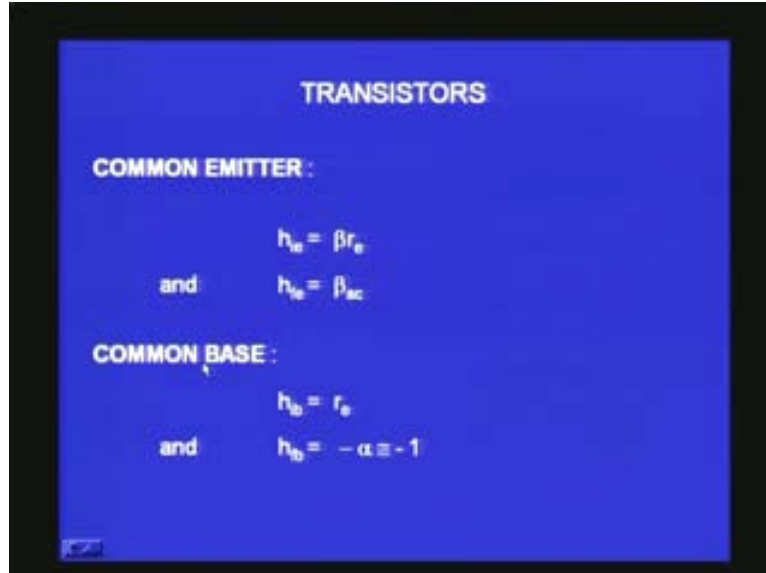 TRANSISTORS
COMMON EMITTER :
hᵢₑ = βrₑ
and hfₑ = βac
COMMON BASE :
hib = rₑ
and hfb = – α ≅ - 1